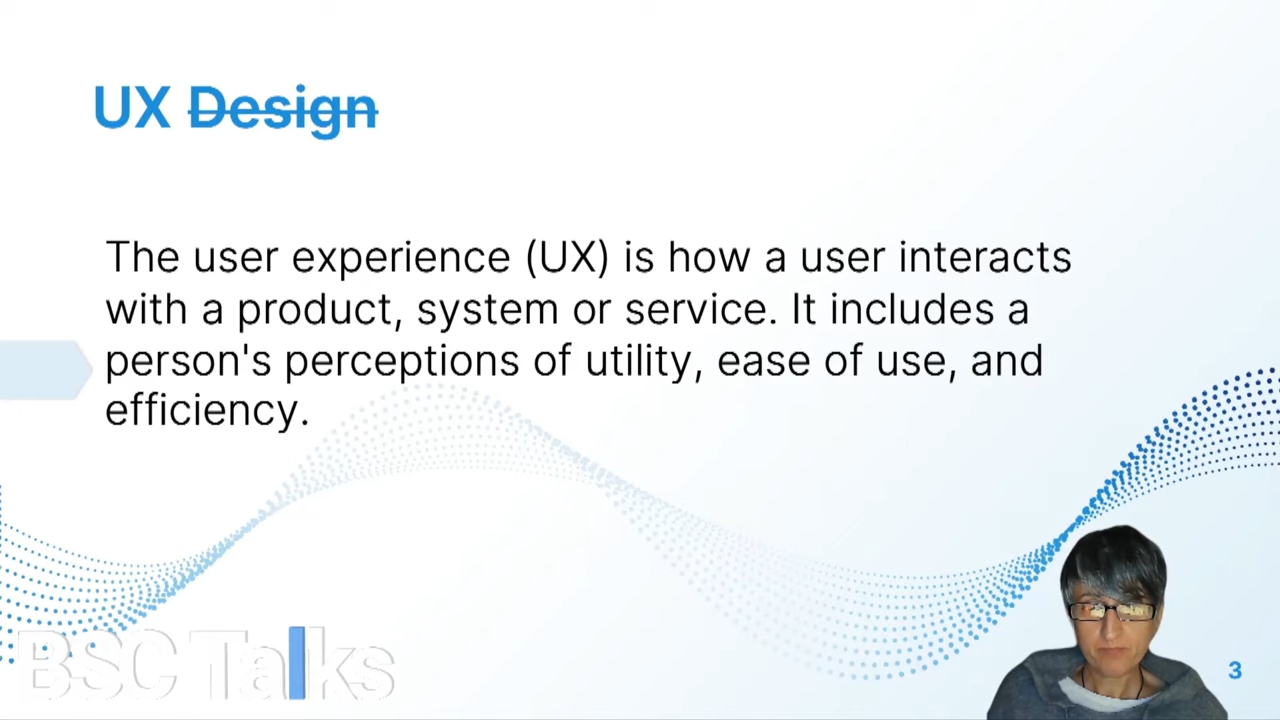 UX Design
The user experience (UX) is how a user interacts
with a product, system or service. It includes a
person's perceptions of utility, ease of use, and
efficiency.
BSC Talks
3